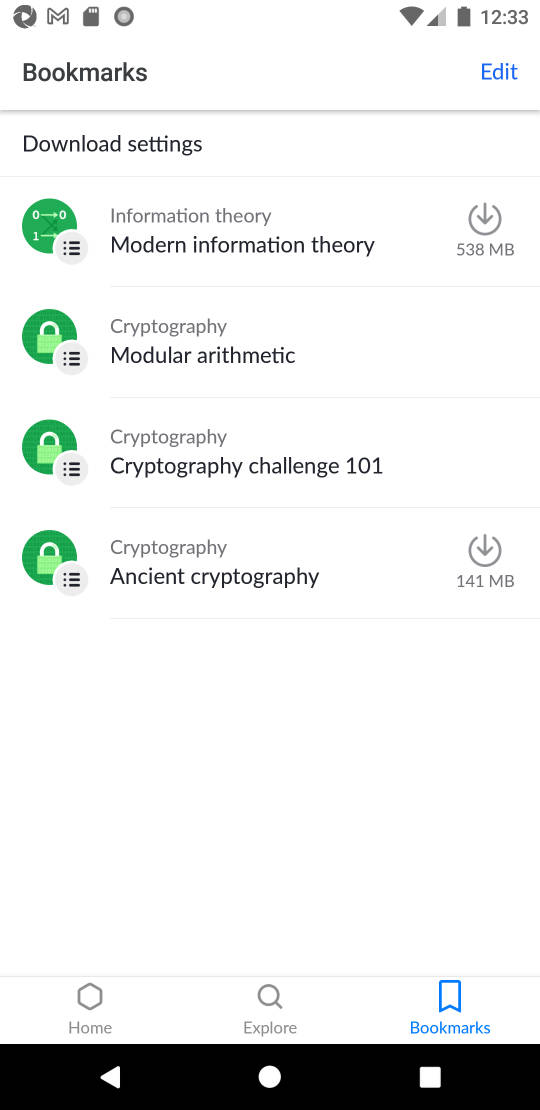 12:33
Bookmarks
Edit
Download settings
0→0
1→
Information theory
Modern information theory
538 MB
Cryptography
Modular arithmetic
Cryptography
Cryptography challenge 101
Cryptography
Ancient cryptography
141 MB
Home
Explore
Bookmarks